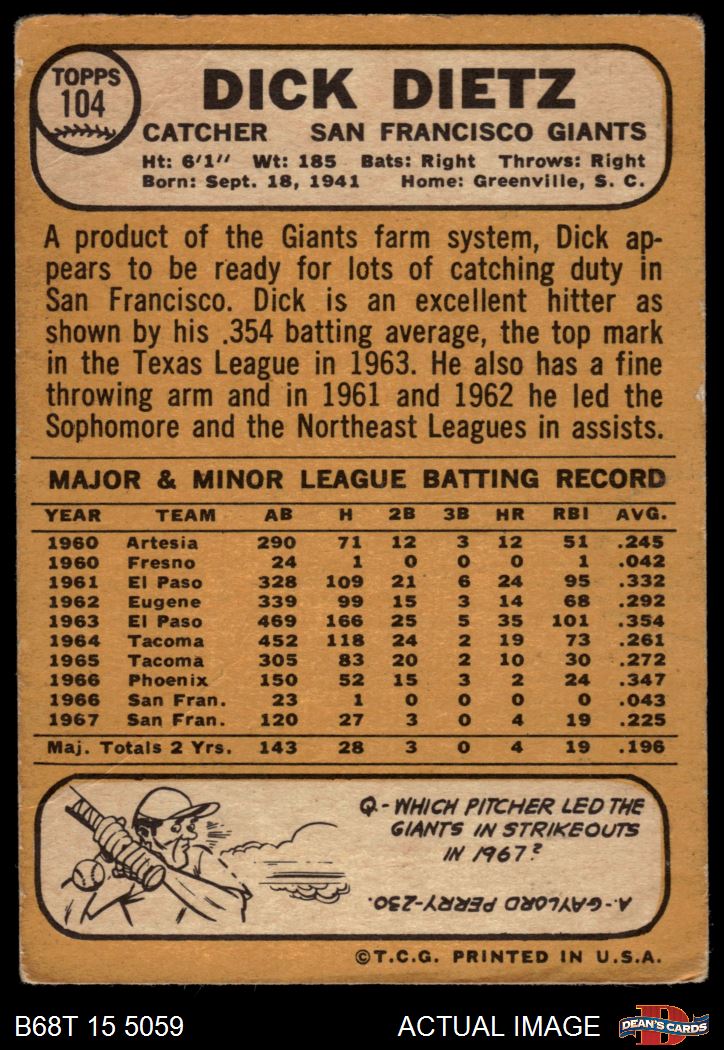 TOPPS
104
DICK DIETZ
CATCHER SAN FRANCISCO GIANTS
Ht: 6'1" Wt: 185 Bats: Right Throws: Right
Born: Sept. 18, 1941 Home: Greenville, S. C.
A product of the Giants farm system, Dick ap-
pears to be ready for lots of catching duty in
San Francisco. Dick is an excellent hitter as
shown by his .354 batting average, the top mark
in the Texas League in 1963. He also has a fine
throwing arm and in 1961 and 1962 he led the
Sophomore and the Northeast Leagues in assists.
MAJOR & MINOR LEAGUE BATTING RECORD
YEAR TEAM AB H 2B 3B HR RBI AVG.
1960 Artesia 290 71 12 3 12 51 .245
1960 Fresno 24 1 0 0 0 1 .042
1961 El Paso 328 109 21 6 24 95 .332
1962 Eugene 339 99 15 3 14 68 .292
1963 El Paso 469 166 25 5 35 101 .354
1964 Tacoma 452 118 24 2 19 73 .261
1965 Tacoma 305 83 20 2 10 30 .272
1966 Phoenix 150 52 15 3 2 24 .347
1966 San Fran. 23 1 0 0 0 0 .043
1967 San Fran. 120 27 3 0 4 19 .225
Maj. Totals 2 Yrs. 143 28 3 0 4 19 .196
Q-WHICH PITCHER LED THE
GIANTS IN STRIKEOUTS
IN 1967?
A-GAYLORD PERRY-230.
©T.C.G. PRINTED IN U.S.A.
B68T 15 5059 ACTUAL IMAGE
D
DEAN'S CARDS